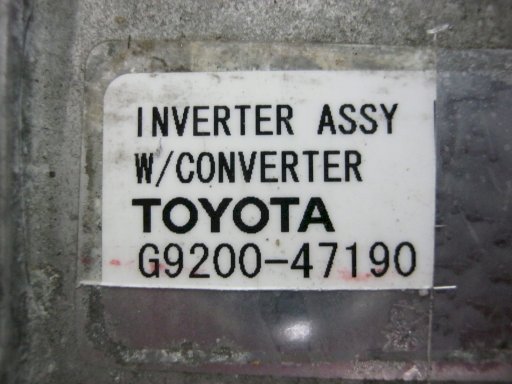 INVERTER ASSY
W/CONVERTER
TOYOTA
G9200-47190